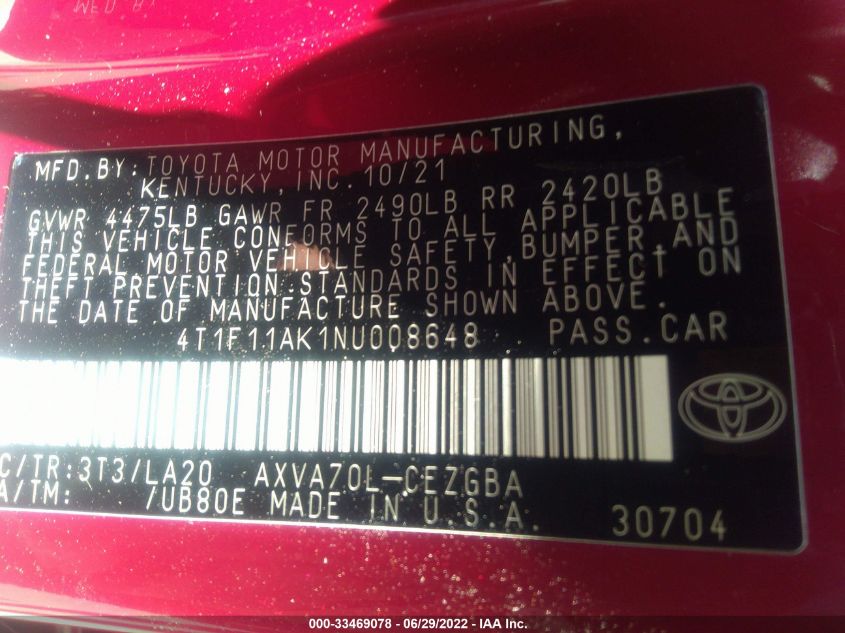 MFD.BY:TOYOTA MOTOR MANUFACTURING,
KENTUCKY, INC. 10/21
GVWR 4475LB GAWR FR 2490LB RR 2420LB
THIS VEHICLE CONFORMS TO ALL APPLICABLE
FEDERAL MOTOR VEHICLE SAFETY,BUMPER,AND
THEFT PREVENTION STANDARDS IN EFFECT ON
THE DATE OF MANUFACTURE SHOWN ABOVE.
4T1F11AK1NU008648 PASS.CAR
C/TR:3T3/LA20 AXVA70L-CEZGBA
A/TM: /UB80E MADE IN U.S.A. 30704
000-33469078 - 06/29/2022 - IAA Inc.